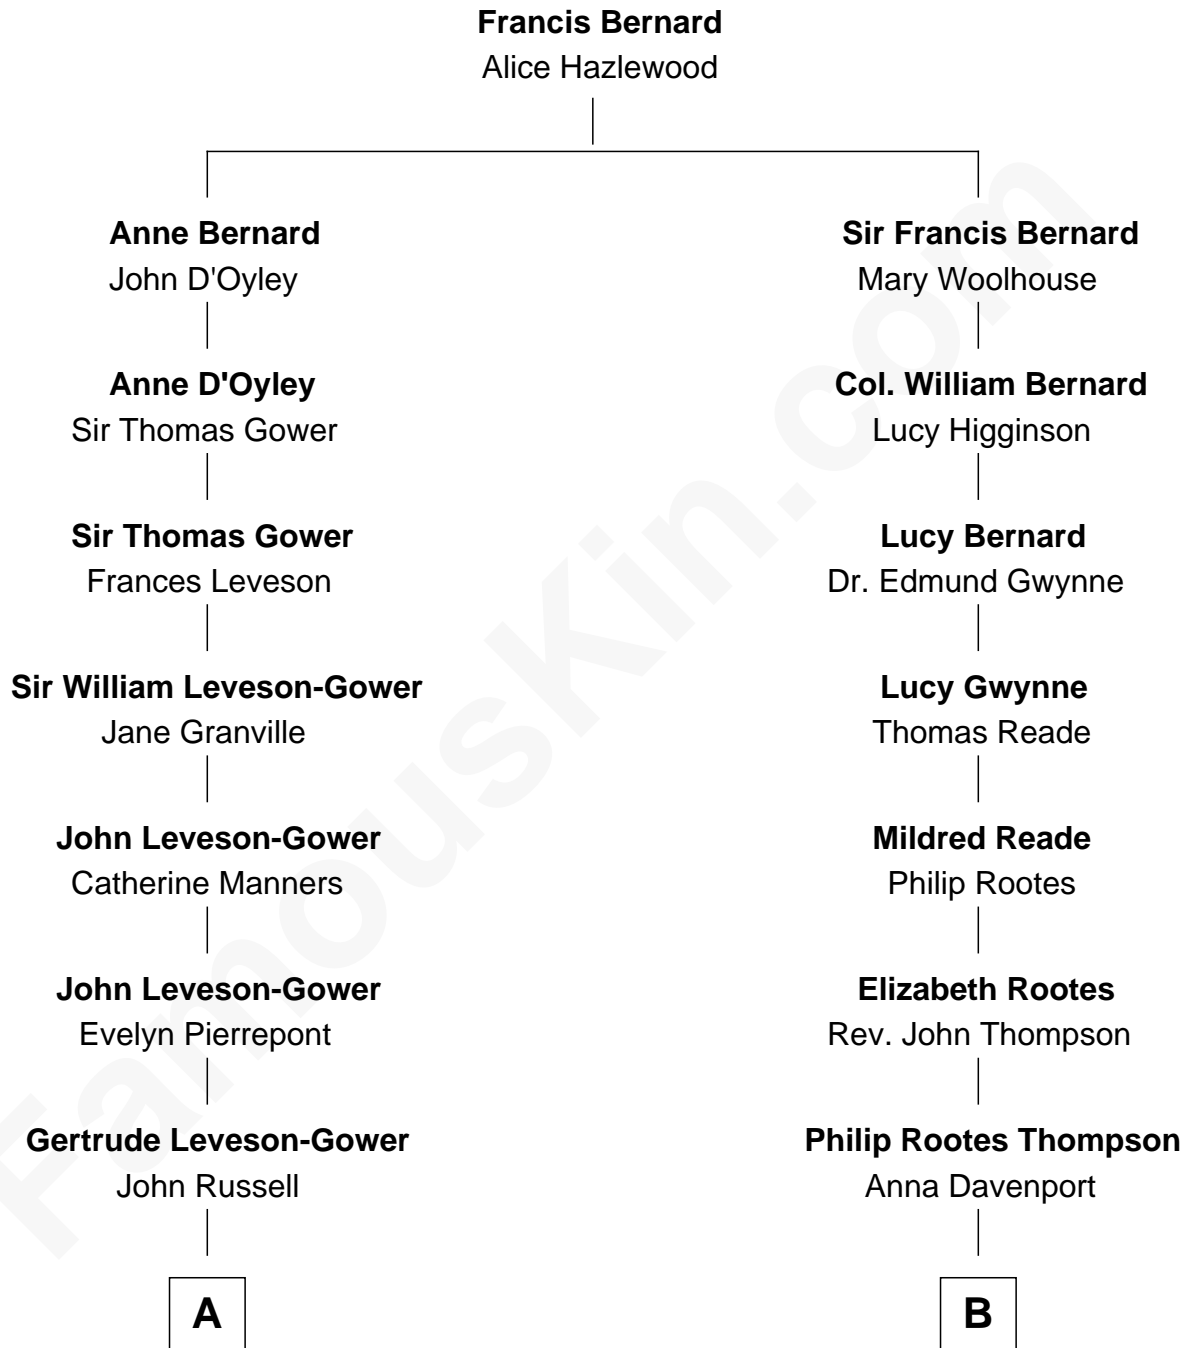 Francis Bernard
Alice Hazlewood
Anne Bernard
John D'Oyley
Sir Francis Bernard
Mary Woolhouse
Anne D'Oyley
Sir Thomas Gower
Col. William Bernard
Lucy Higginson
Sir Thomas Gower
Frances Leveson
Lucy Bernard
Dr. Edmund Gwynne
Sir William Leveson-Gower
Jane Granville
Lucy Gwynne
Thomas Reade
John Leveson-Gower
Catherine Manners
Mildred Reade
Philip Rootes
John Leveson-Gower
Evelyn Pierrepont
Elizabeth Rootes
Rev. John Thompson
Gertrude Leveson-Gower
John Russell
Philip Rootes Thompson
Anna Davenport
A
B
FamousKin.com